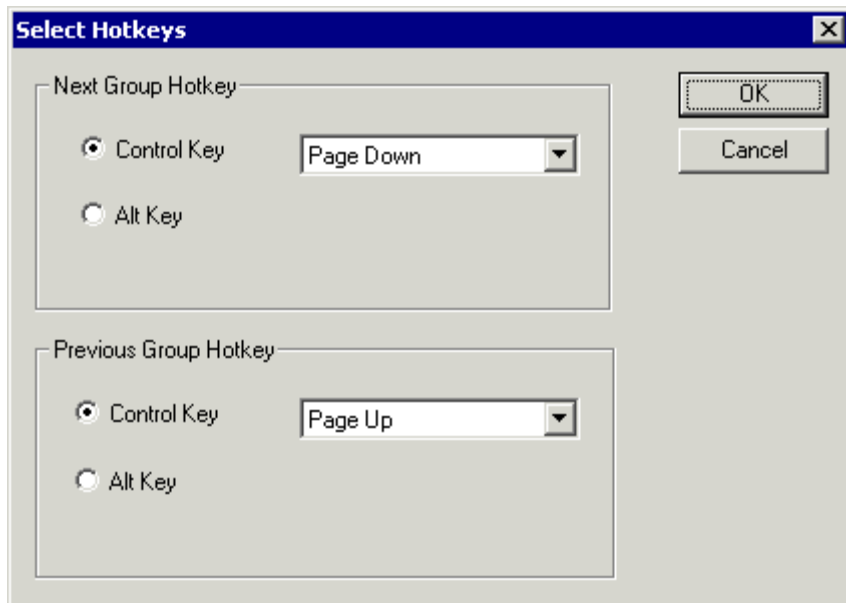 Select Hotkeys
Next Group Hotkey
OK
Control Key Page Down
Cancel
Alt Key
Previous Group Hotkey
Control Key Page Up
Alt Key